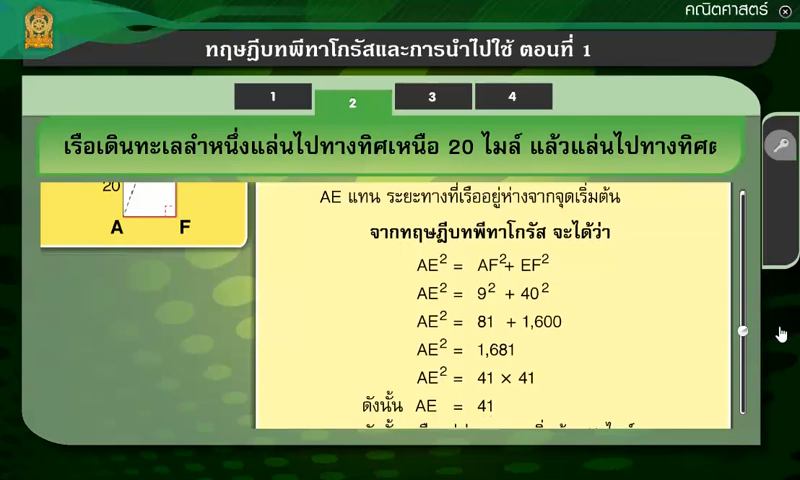 คณิตศาสตร์
ทฤษฎีบทพีทาโกรัสและการนำไปใช้ ตอนที่ 1
1 2 3 4
เรือเดินทะเลลำหนึ่งแล่นไปทางทิศเหนือ 20 ไมล์ แล้วแล่นไปทางทิศต
20
A F
AE แทน ระยะทางที่เรืออยู่ห่างจากจุดเริ่มต้น
จากทฤษฎีบทพีทาโกรัส จะได้ว่า
AE² = AF²+ EF²
AE² = 9² + 40²
AE² = 81 + 1,600
AE² = 1,681
AE² = 41 × 41
ดังนั้น AE = 41